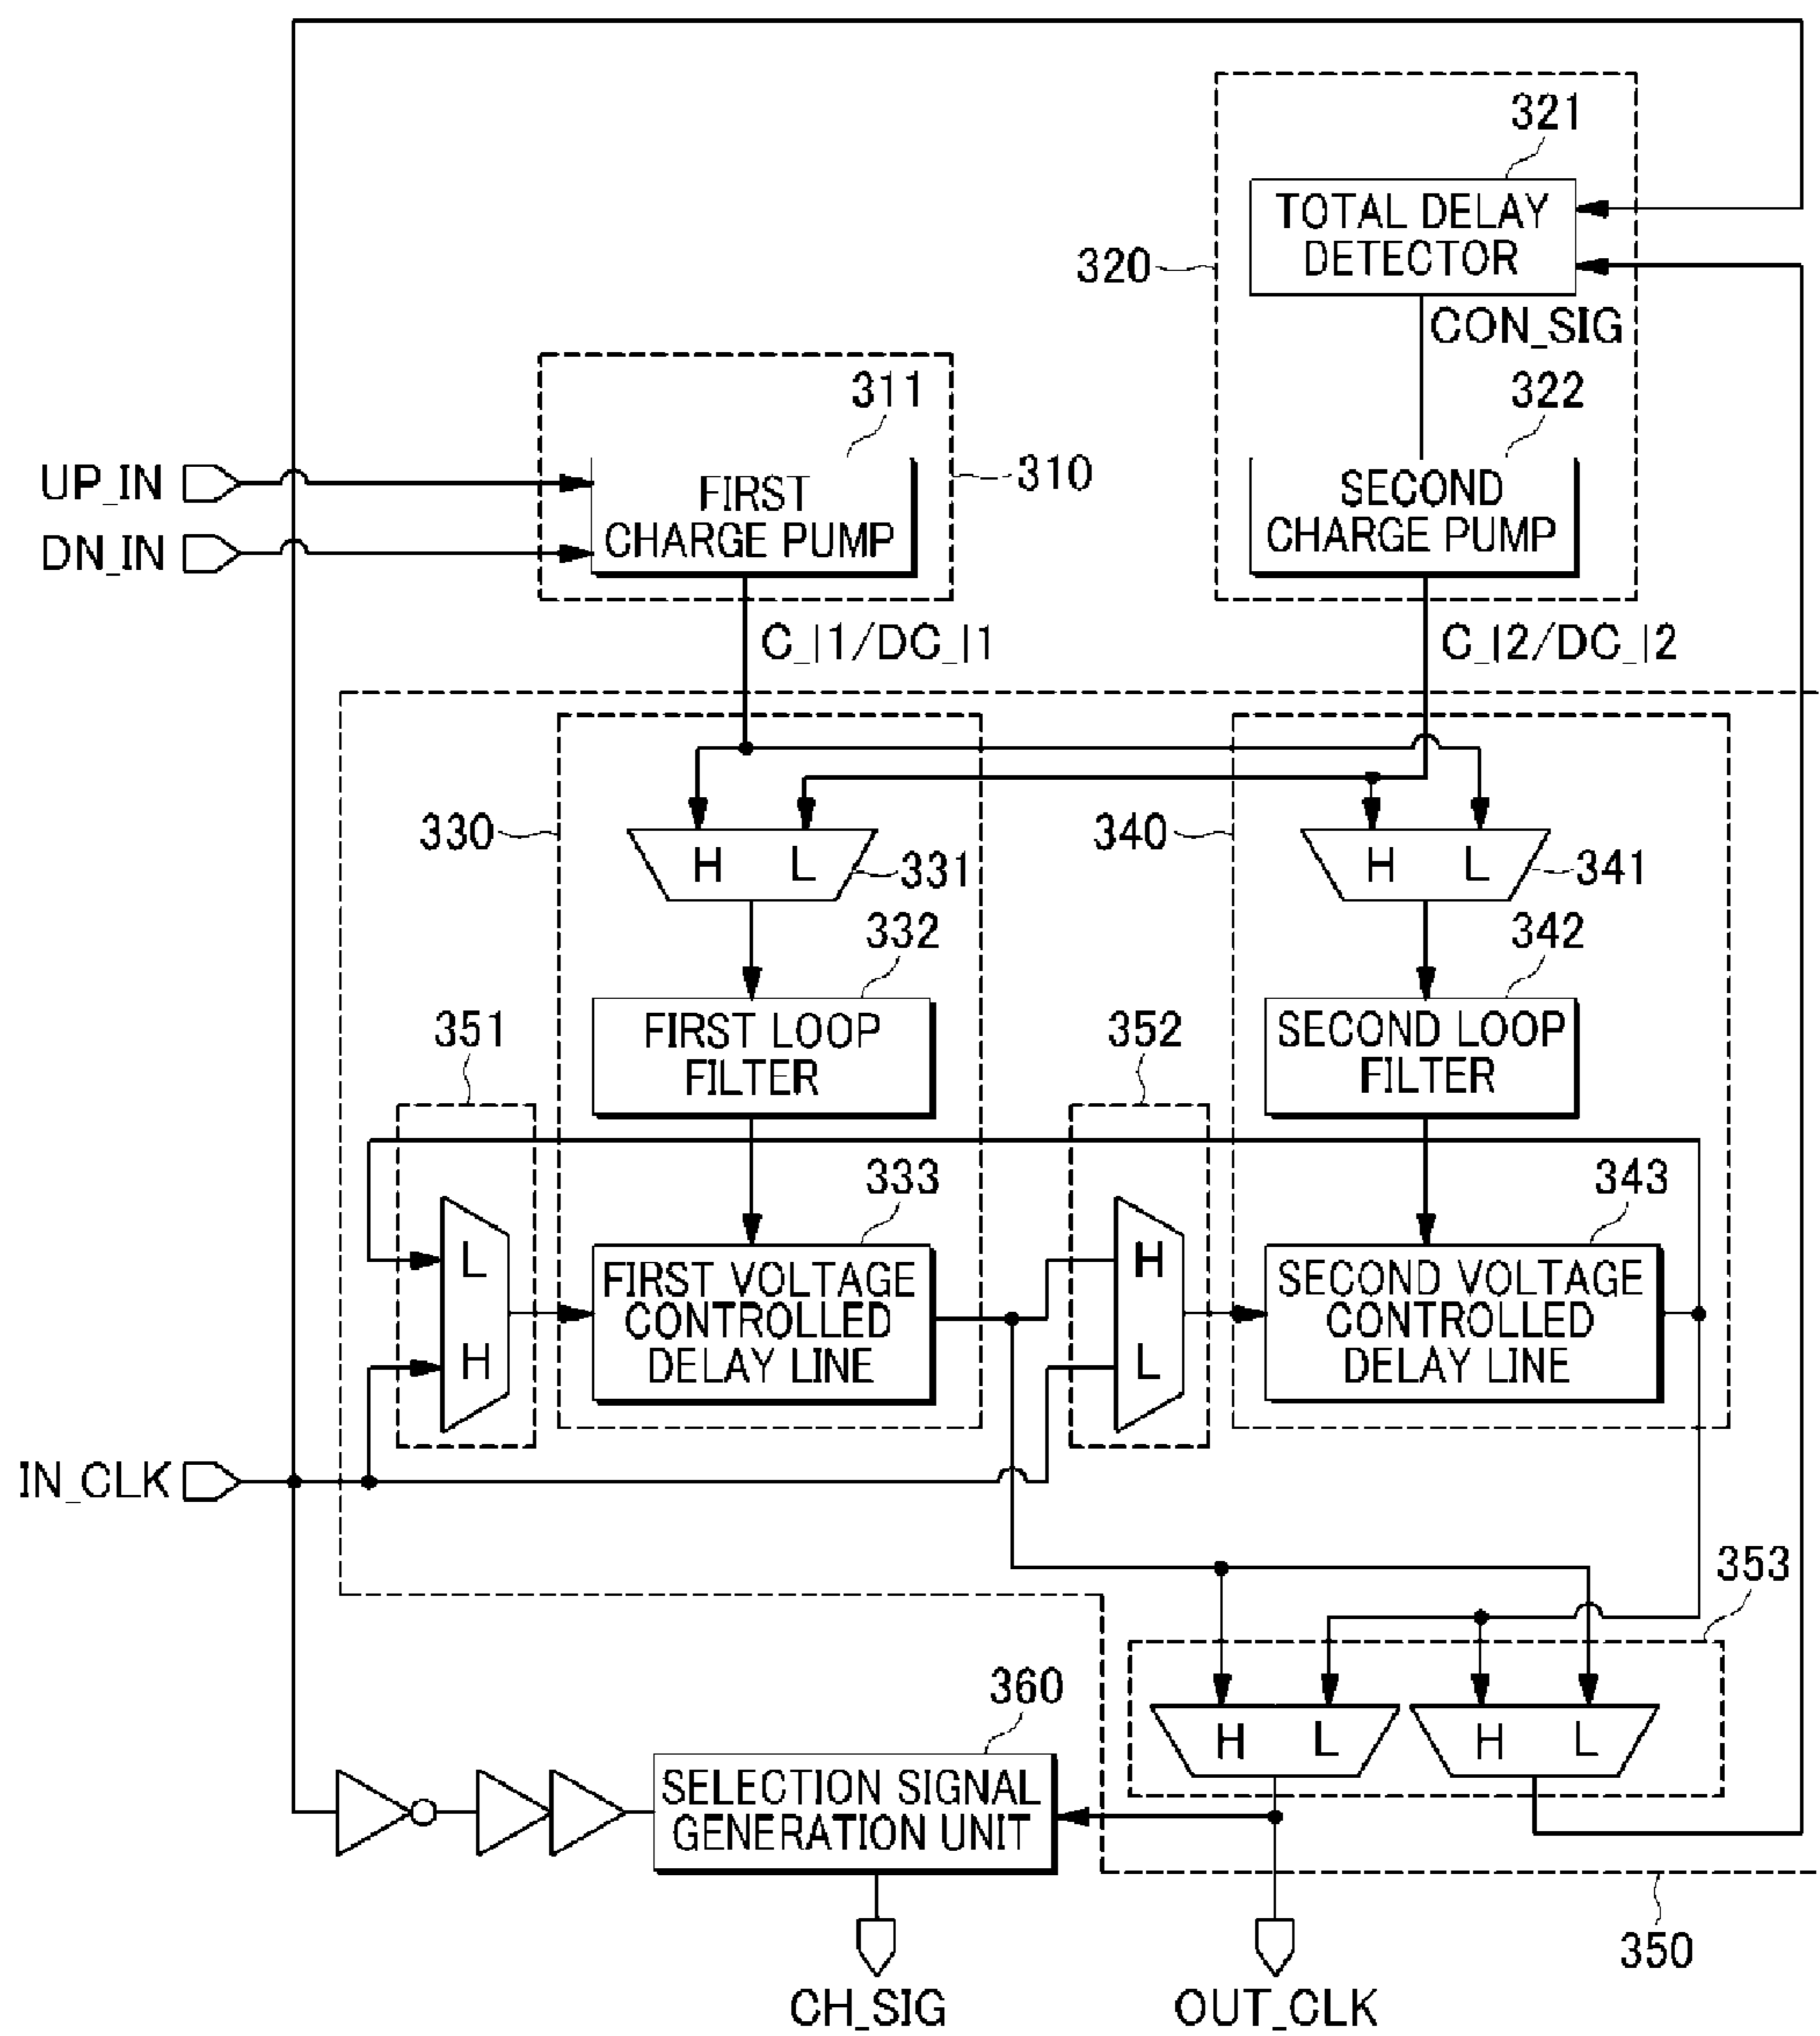 321
TOTAL DELAY
DETECTOR
320
CON_SIG
311
322
UP_IN
310
FIRST
CHARGE PUMP
SECOND
CHARGE PUMP
DN_IN
C_I1/DC_I1
C_I2/DC_I2
330
H L
331
340
H L
341
332
342
FIRST LOOP
FILTER
SECOND LOOP
FILTER
351
352
333
343
L
H
FIRST VOLTAGE
CONTROLLED
DELAY LINE
H
L
SECOND VOLTAGE
CONTROLLED
DELAY LINE
IN_CLK
353
360
H L
H L
SELECTION SIGNAL
GENERATION UNIT
350
CH_SIG
OUT_CLK